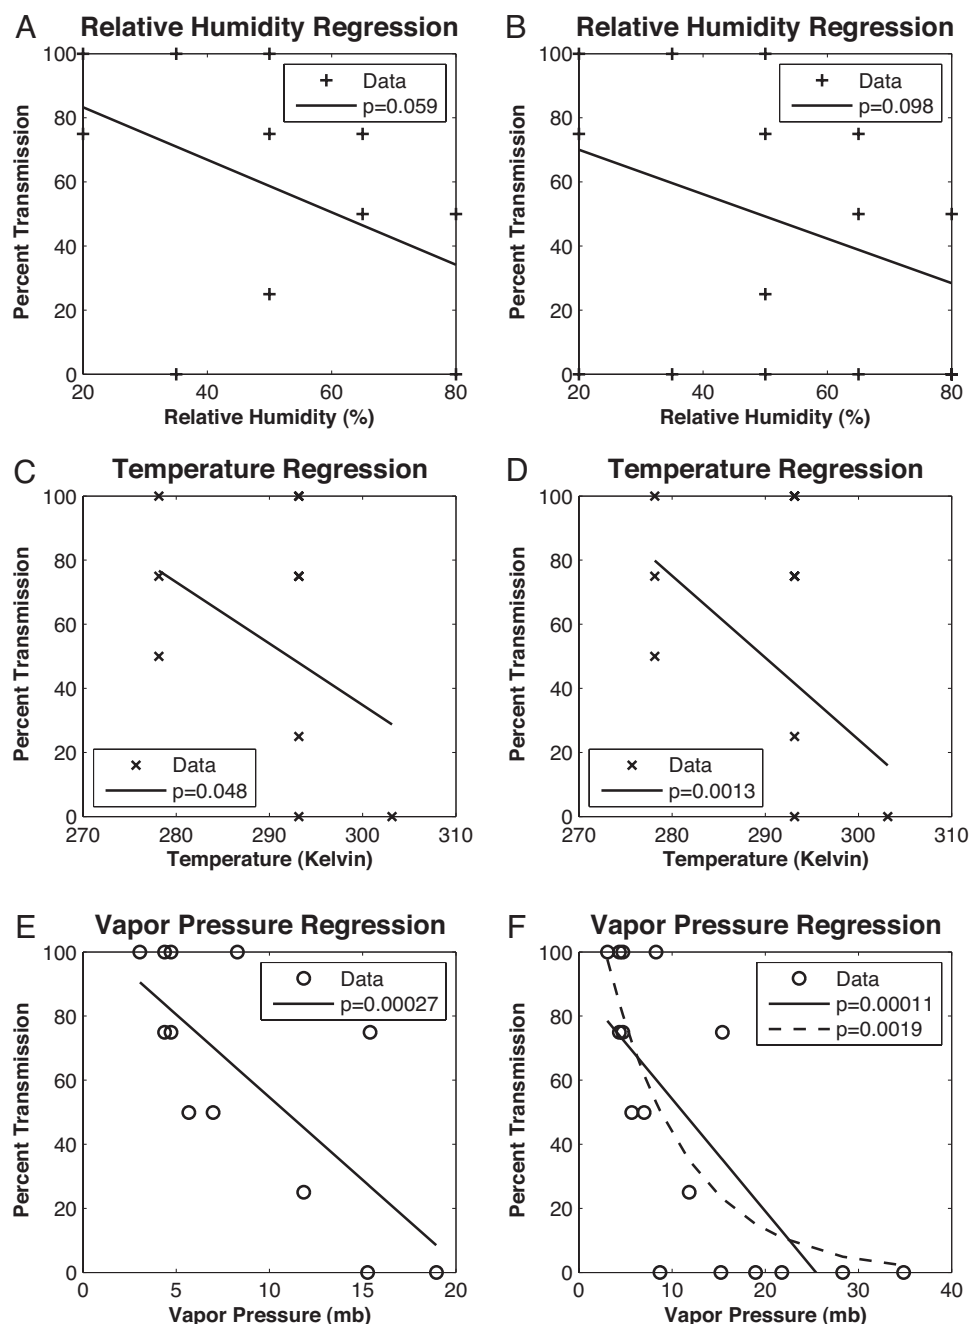 A Relative Humidity Regression
100
80
60
40
20
0
Percent Transmission
Data
p=0.059
20 40 60 80
Relative Humidity (%)
B Relative Humidity Regression
100
80
60
40
20
0
Percent Transmission
Data
p=0.098
20 40 60 80
Relative Humidity (%)
C Temperature Regression
100
80
60
40
20
0
Percent Transmission
Data
p=0.048
270 280 290 300 310
Temperature (Kelvin)
D Temperature Regression
100
80
60
40
20
0
Percent Transmission
Data
p=0.0013
270 280 290 300 310
Temperature (Kelvin)
E Vapor Pressure Regression
100
80
60
40
20
0
Percent Transmission
Data
p=0.00027
0 5 10 15 20
Vapor Pressure (mb)
F Vapor Pressure Regression
100
80
60
40
20
0
Percent Transmission
Data
p=0.00011
p=0.0019
0 10 20 30 40
Vapor Pressure (mb)